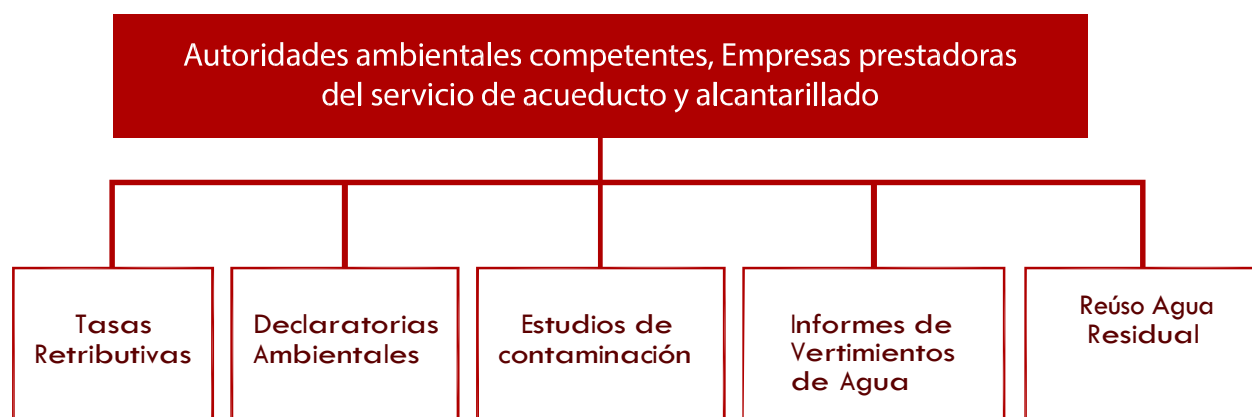 Autoridades ambientales competentes, Empresas prestadoras
del servicio de acueducto y alcantarillado
Tasas
Retributivas
Declaratorias
Ambientales
Estudios de
contaminación
Informes de
Vertimientos
de Agua
Reúso Agua
Residual